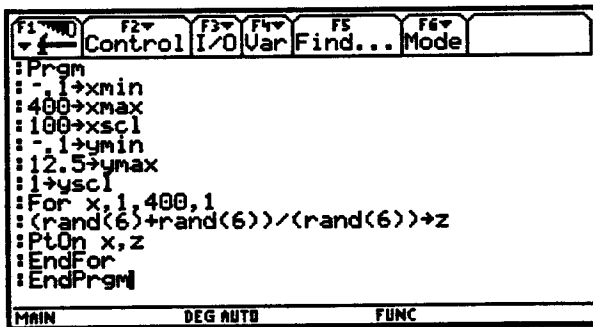 F1 F2 F3 F4 F5 F6
Control I/O Var Find... Mode
:Prgm
:-.1→xmin
:400→xmax
:100→xscl
:-.1→ymin
:12.5→ymax
:1→yscl
:For x,1,400,1
:(rand(6)+rand(6))/(rand(6))→z
:PtOn x,z
:EndFor
:EndPrgm
MAIN DEG AUTO FUNC